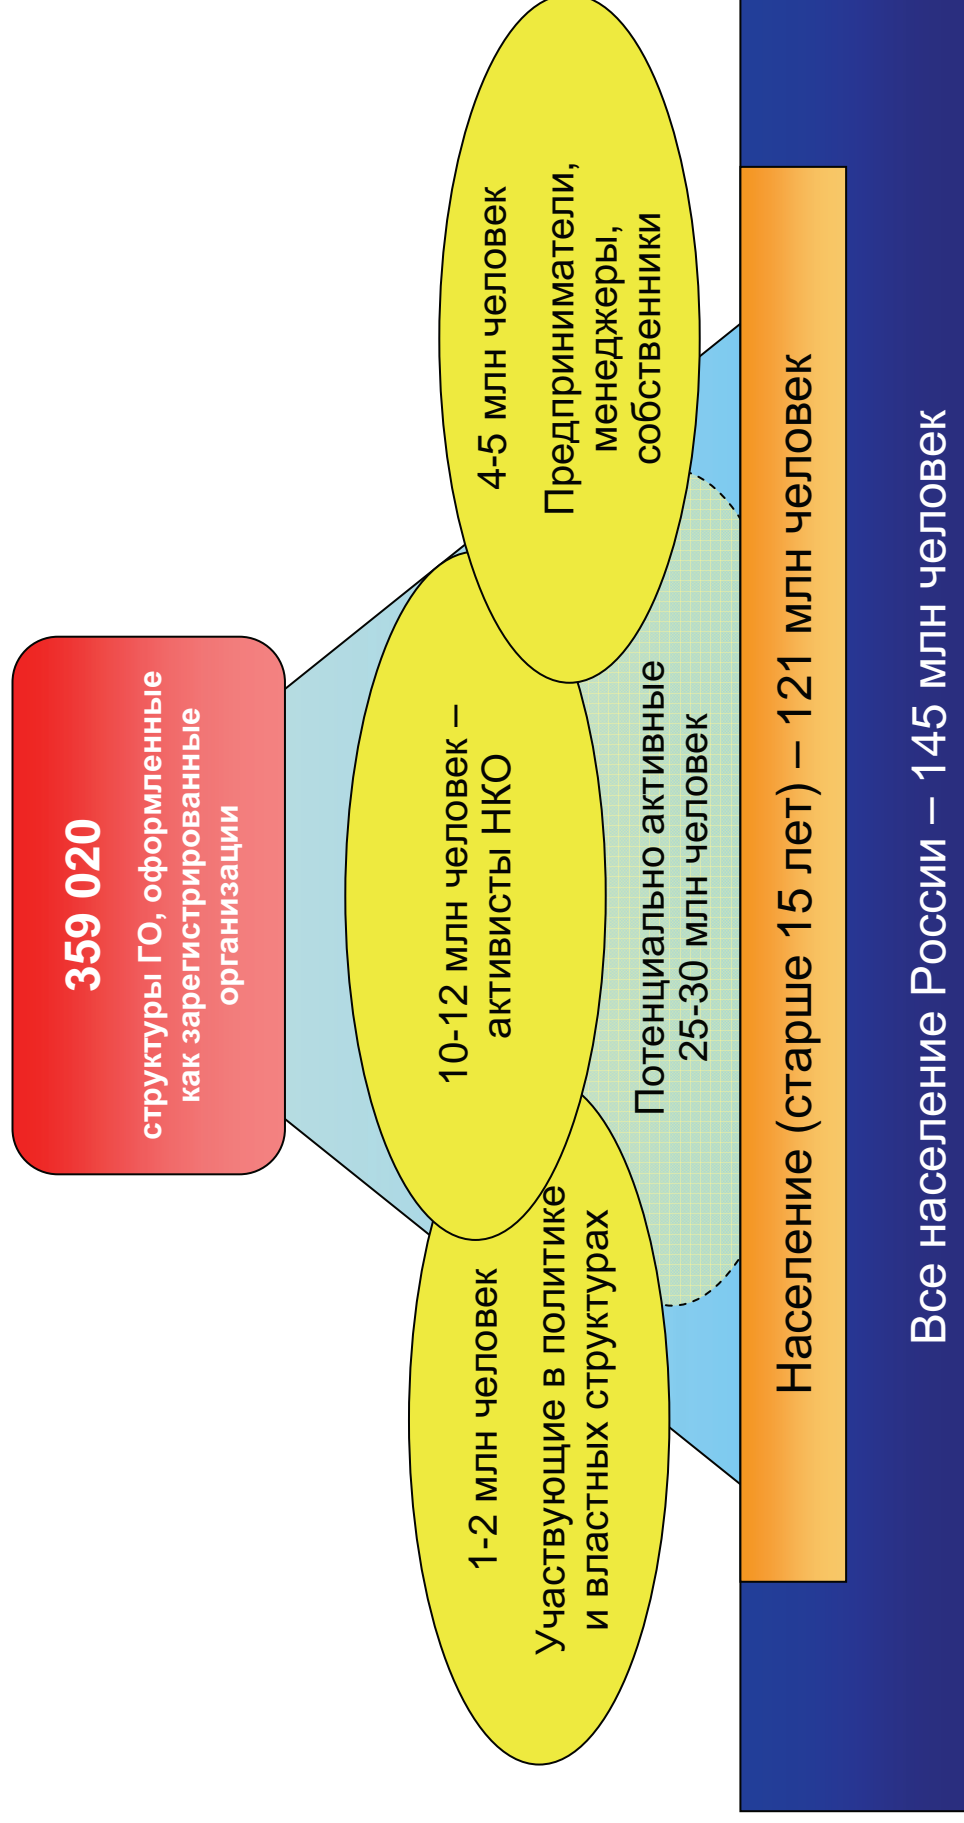 359 020
структуры ГО, оформленные
как зарегистрированные
организации
10-12 млн человек –
активисты НКО
1-2 млн человек
Участвующие в политике
и властных структурах
4-5 млн человек
Предприниматели,
менеджеры,
собственники
Потенциально активные
25-30 млн человек
Население (старше 15 лет) – 121 млн человек
Все население России – 145 млн человек